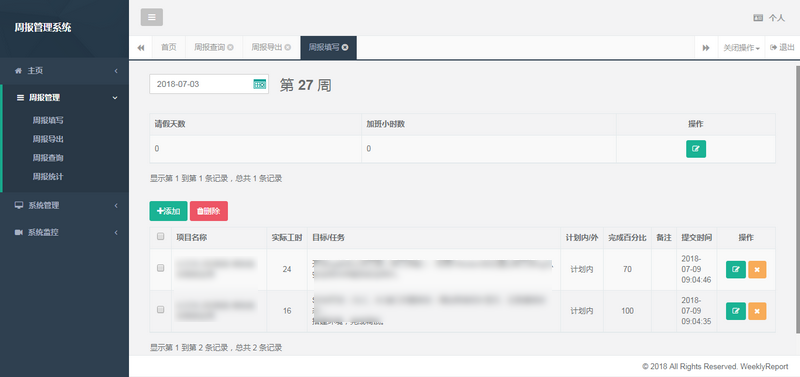 周报管理系统
个人
首页
周报查询
周报导出
周报填写
关闭操作
退出
主页
周报管理
周报填写
周报导出
周报查询
周报统计
系统管理
系统监控
2018-07-03
第 27 周
请假天数 加班小时数 操作
0 0
显示第 1 到第 1 条记录，总共 1 条记录
添加 删除
项目名称 实际工时 目标/任务 计划内/外 完成百分比 备注 提交时间 操作
24 计划内 70 2018-07-09 09:04:46
16 计划内 100 2018-07-09 09:04:35
显示第 1 到第 2 条记录，总共 2 条记录
© 2018 All Rights Reserved. WeeklyReport